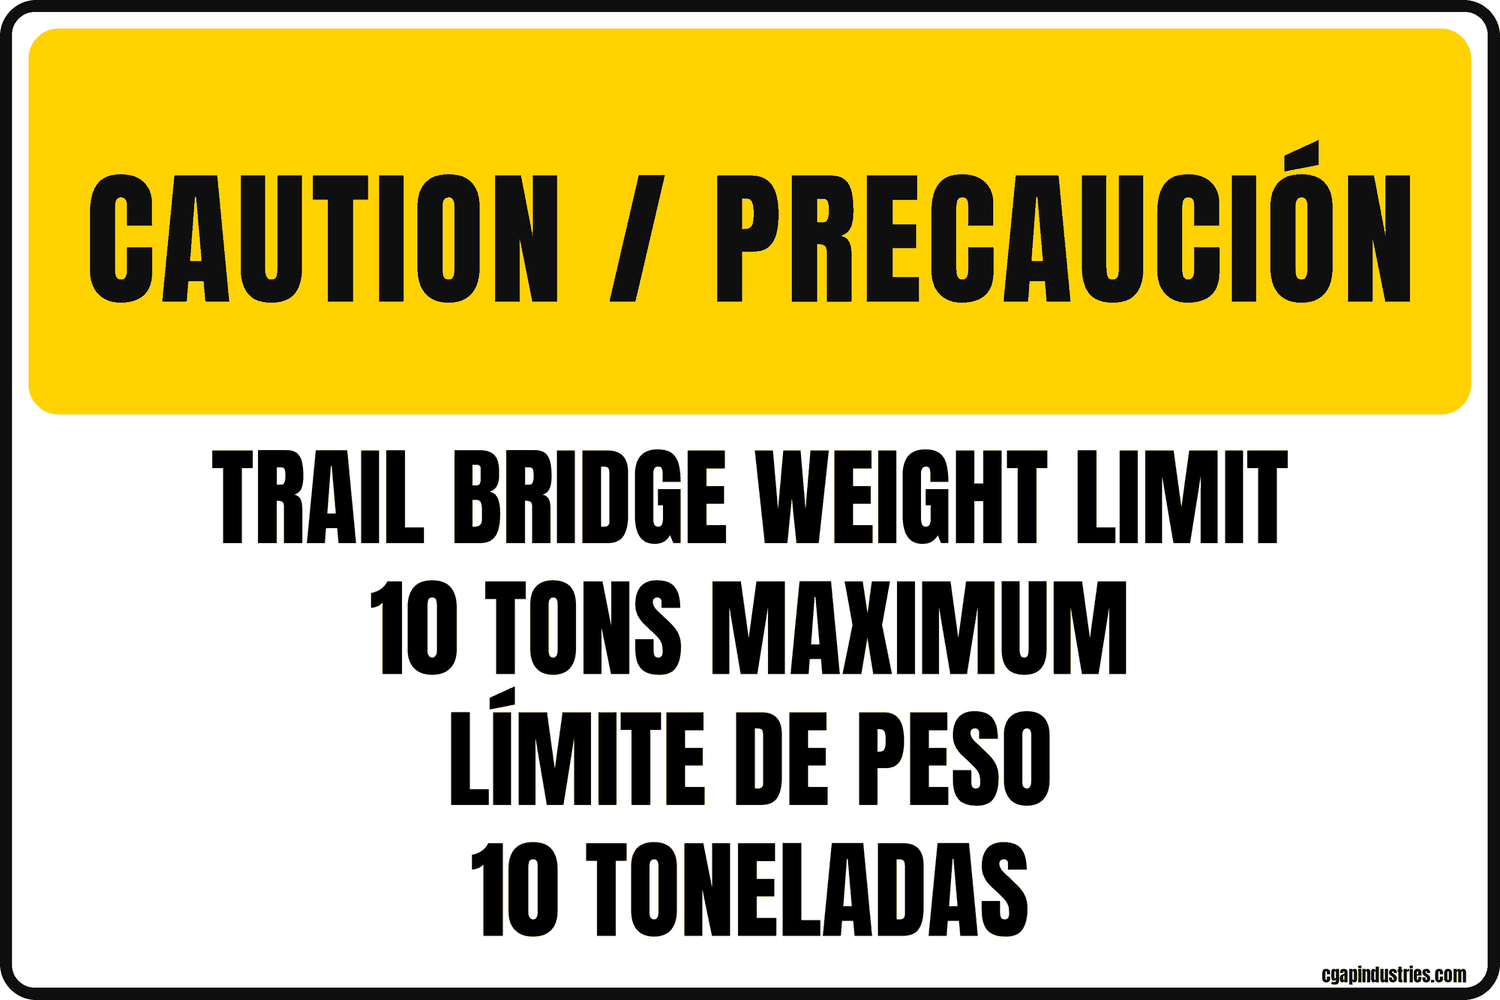 CAUTION / PRECAUCIÓN
TRAIL BRIDGE WEIGHT LIMIT
10 TONS MAXIMUM
LÍMITE DE PESO
10 TONELADAS
cgapindustries.com